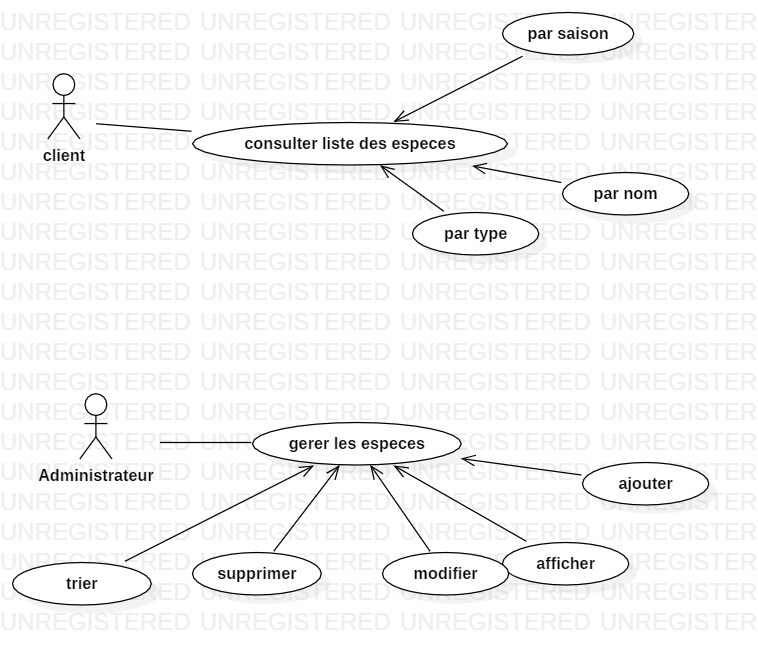 UNREGISTERED UNREGISTERED UNREGISTERED UNREGISTER
par saison
client
consulter liste des especes
par nom
par type
Administrateur
gerer les especes
ajouter
trier
supprimer
modifier
afficher